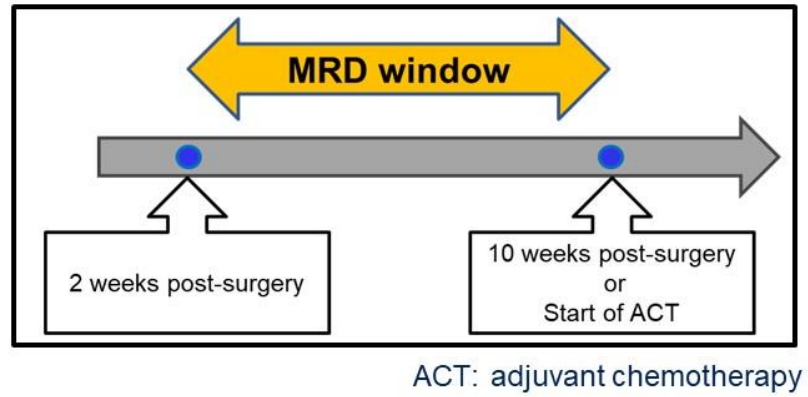 MRD window
2 weeks post-surgery
10 weeks post-surgery
or
Start of ACT
ACT: adjuvant chemotherapy